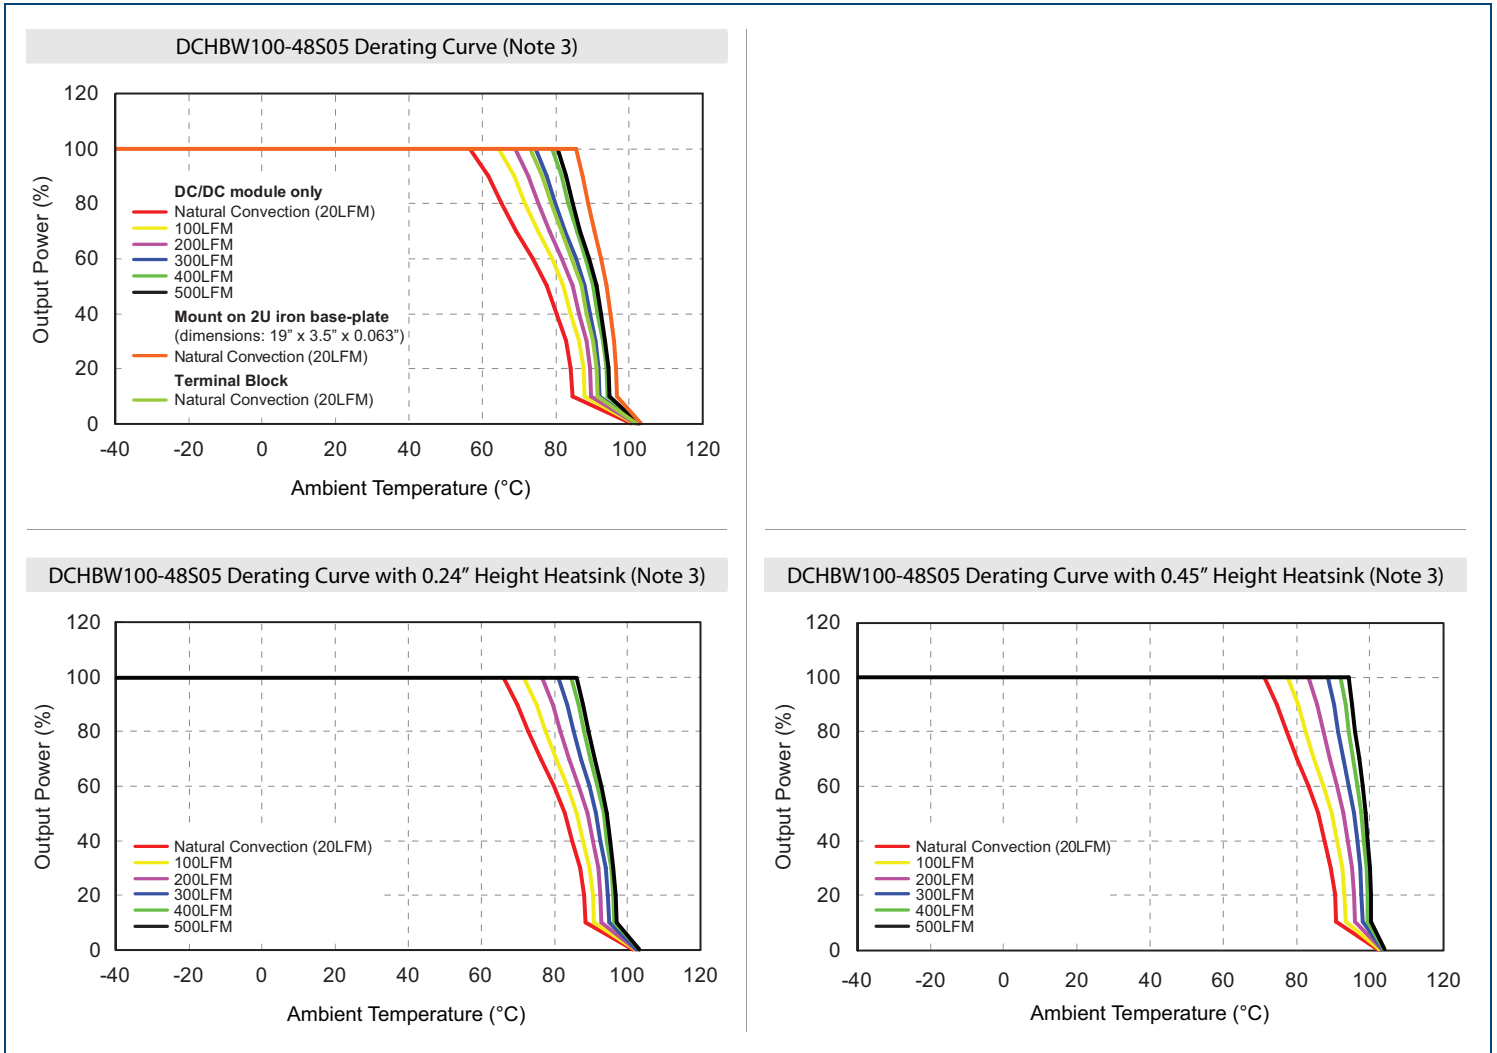 DCHBW100-48S05 Derating Curve (Note 3)
120
100
80
60
40
20
0
Output Power (%)
DC/DC module only
Natural Convection (20LFM)
100LFM
200LFM
300LFM
400LFM
500LFM
Mount on 2U iron base-plate
(dimensions: 19” x 3.5” x 0.063”)
Natural Convection (20LFM)
Terminal Block
Natural Convection (20LFM)
-40 -20 0 20 40 60 80 100 120
Ambient Temperature (°C)
DCHBW100-48S05 Derating Curve with 0.24” Height Heatsink (Note 3)
120
100
80
60
40
20
0
Output Power (%)
Natural Convection (20LFM)
100LFM
200LFM
300LFM
400LFM
500LFM
-40 -20 0 20 40 60 80 100 120
Ambient Temperature (°C)
DCHBW100-48S05 Derating Curve with 0.45” Height Heatsink (Note 3)
120
100
80
60
40
20
0
Output Power (%)
Natural Convection (20LFM)
100LFM
200LFM
300LFM
400LFM
500LFM
-40 -20 0 20 40 60 80 100 120
Ambient Temperature (°C)